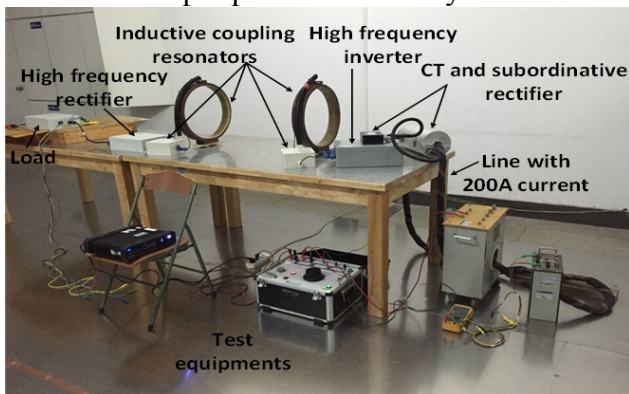 Inductive coupling
resonators
High frequency
inverter
High frequency
rectifier
CT and subordinative
rectifier
Load
Line with
200A current
Test
equipments